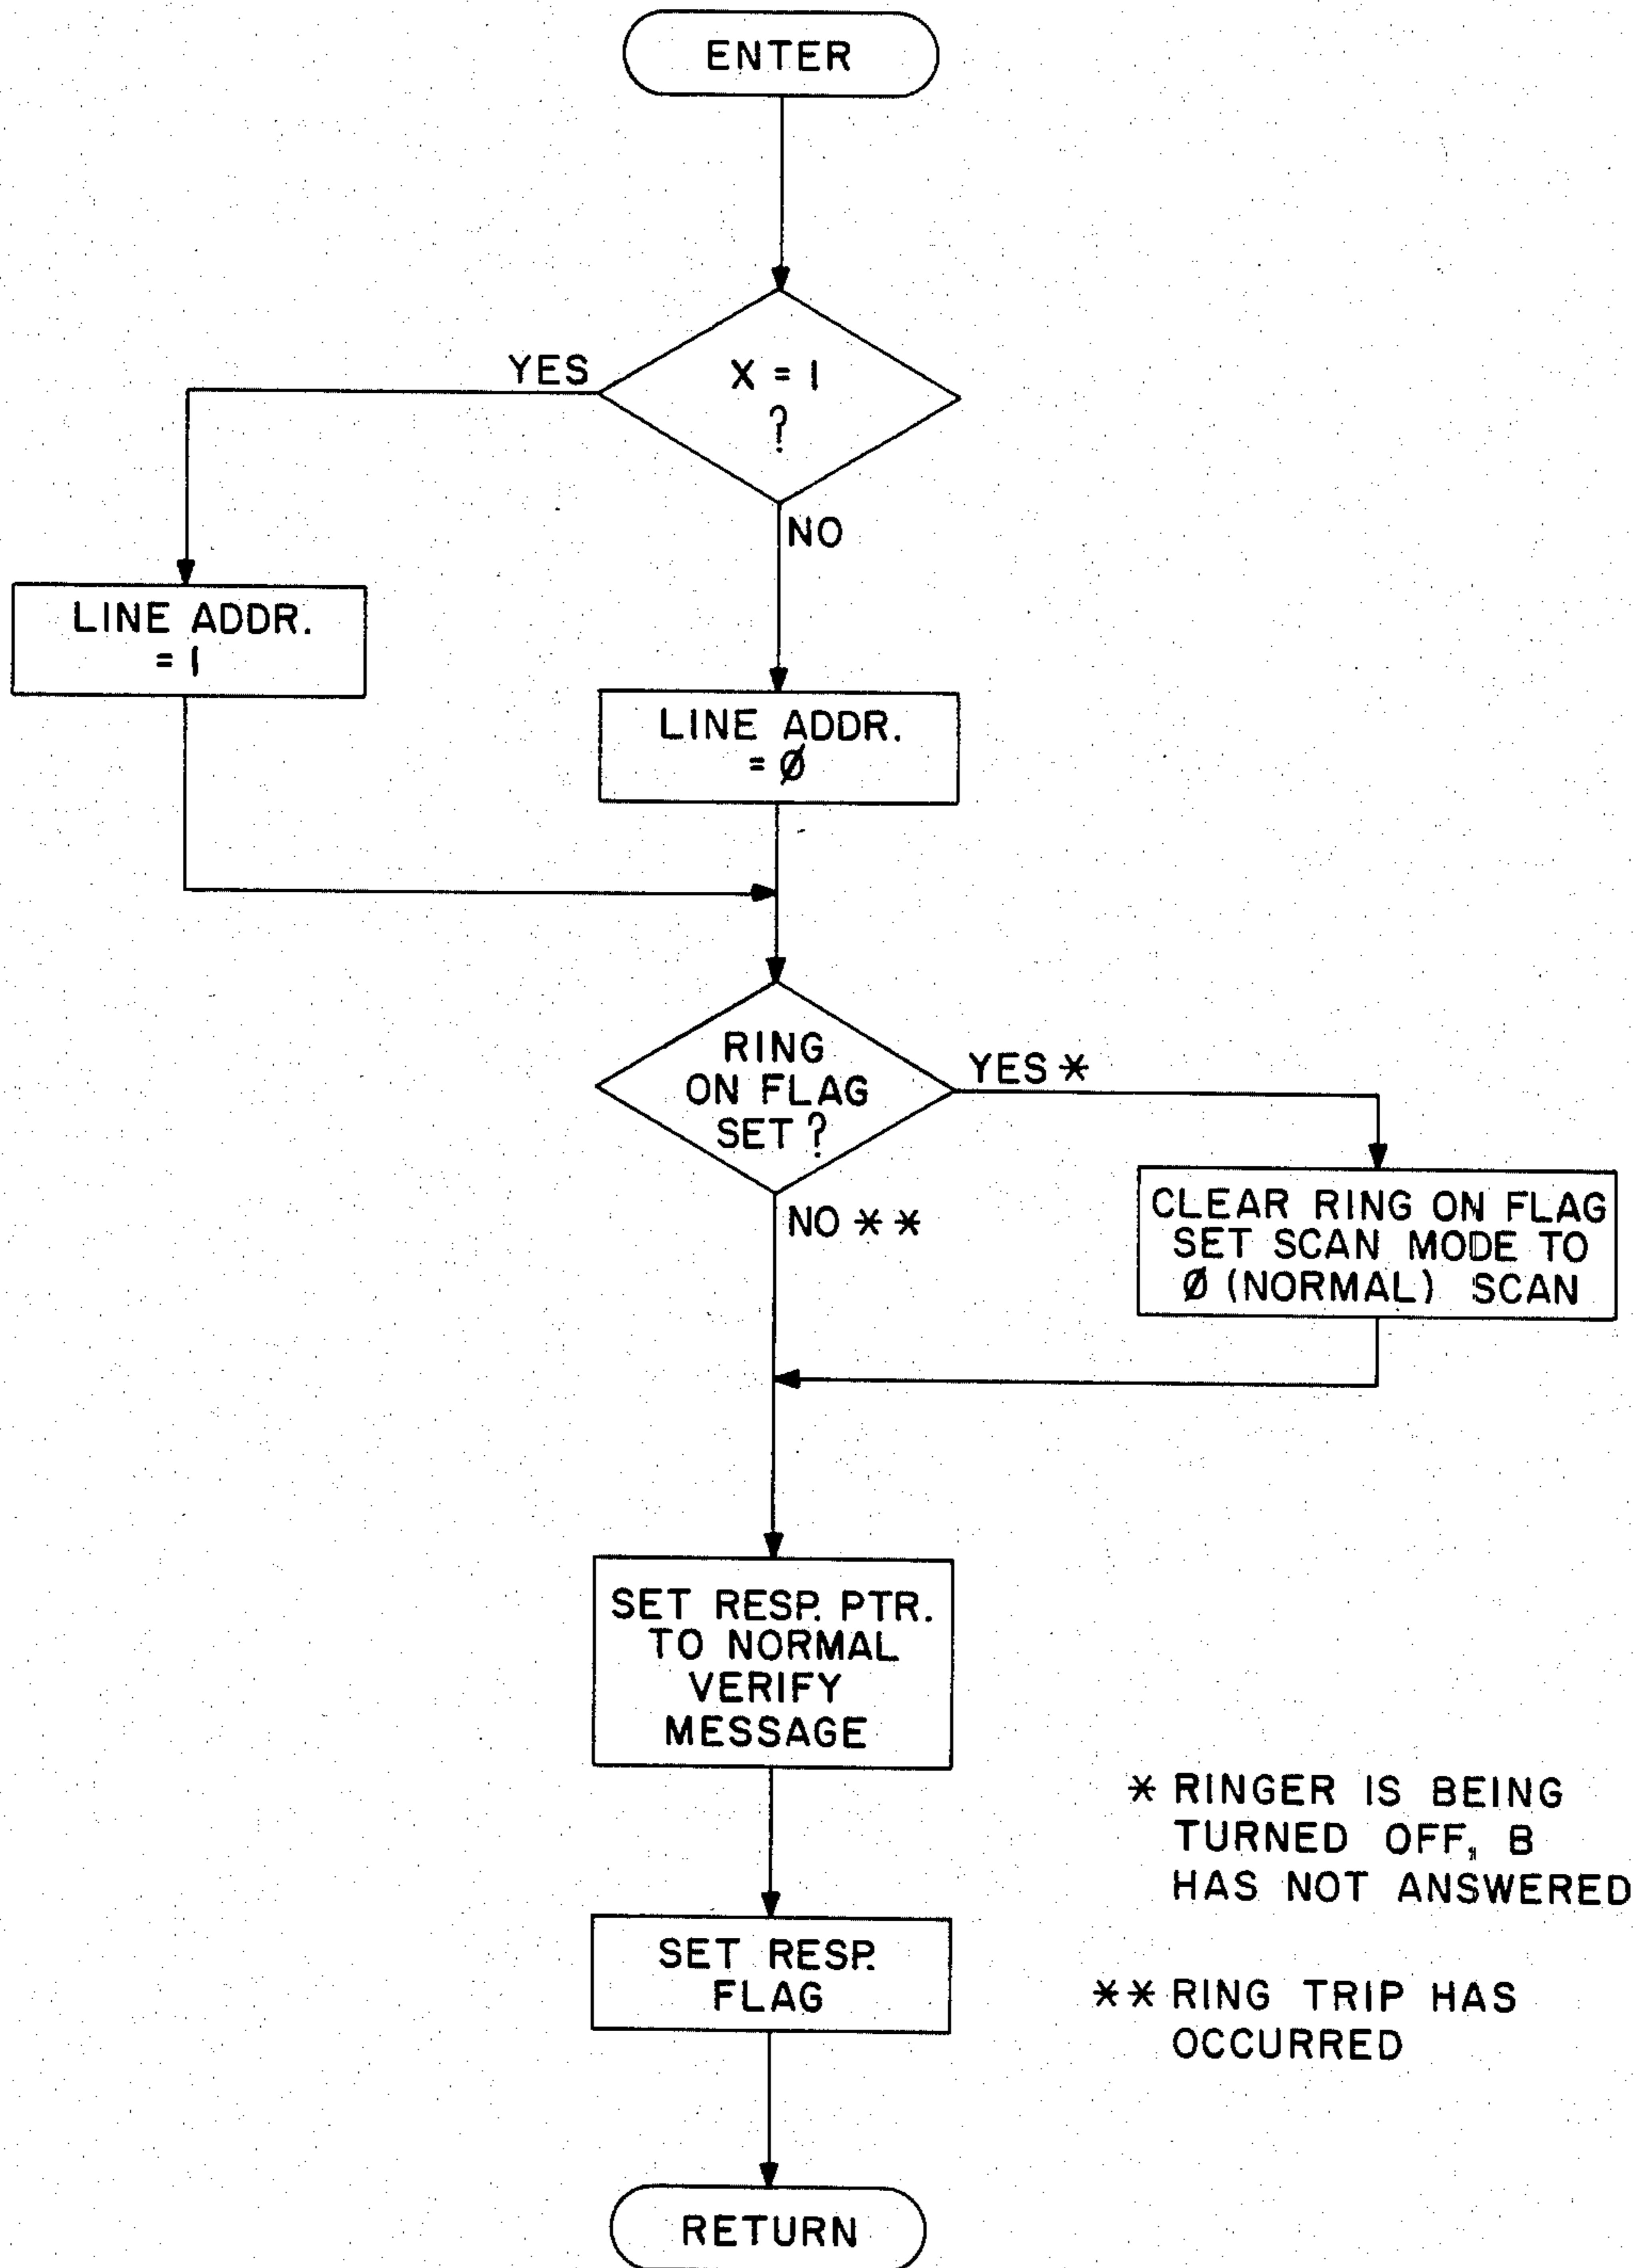 ENTER
X = 1
?
YES
NO
LINE ADDR.
= 1
LINE ADDR.
= Ø
RING
ON FLAG
SET ?
YES *
NO * *
CLEAR RING ON FLAG
SET SCAN MODE TO
Ø (NORMAL) SCAN
SET RESP. PTR.
TO NORMAL
VERIFY
MESSAGE
* RINGER IS BEING
TURNED OFF, B
HAS NOT ANSWERED
SET RESP.
FLAG
** RING TRIP HAS
OCCURRED
RETURN